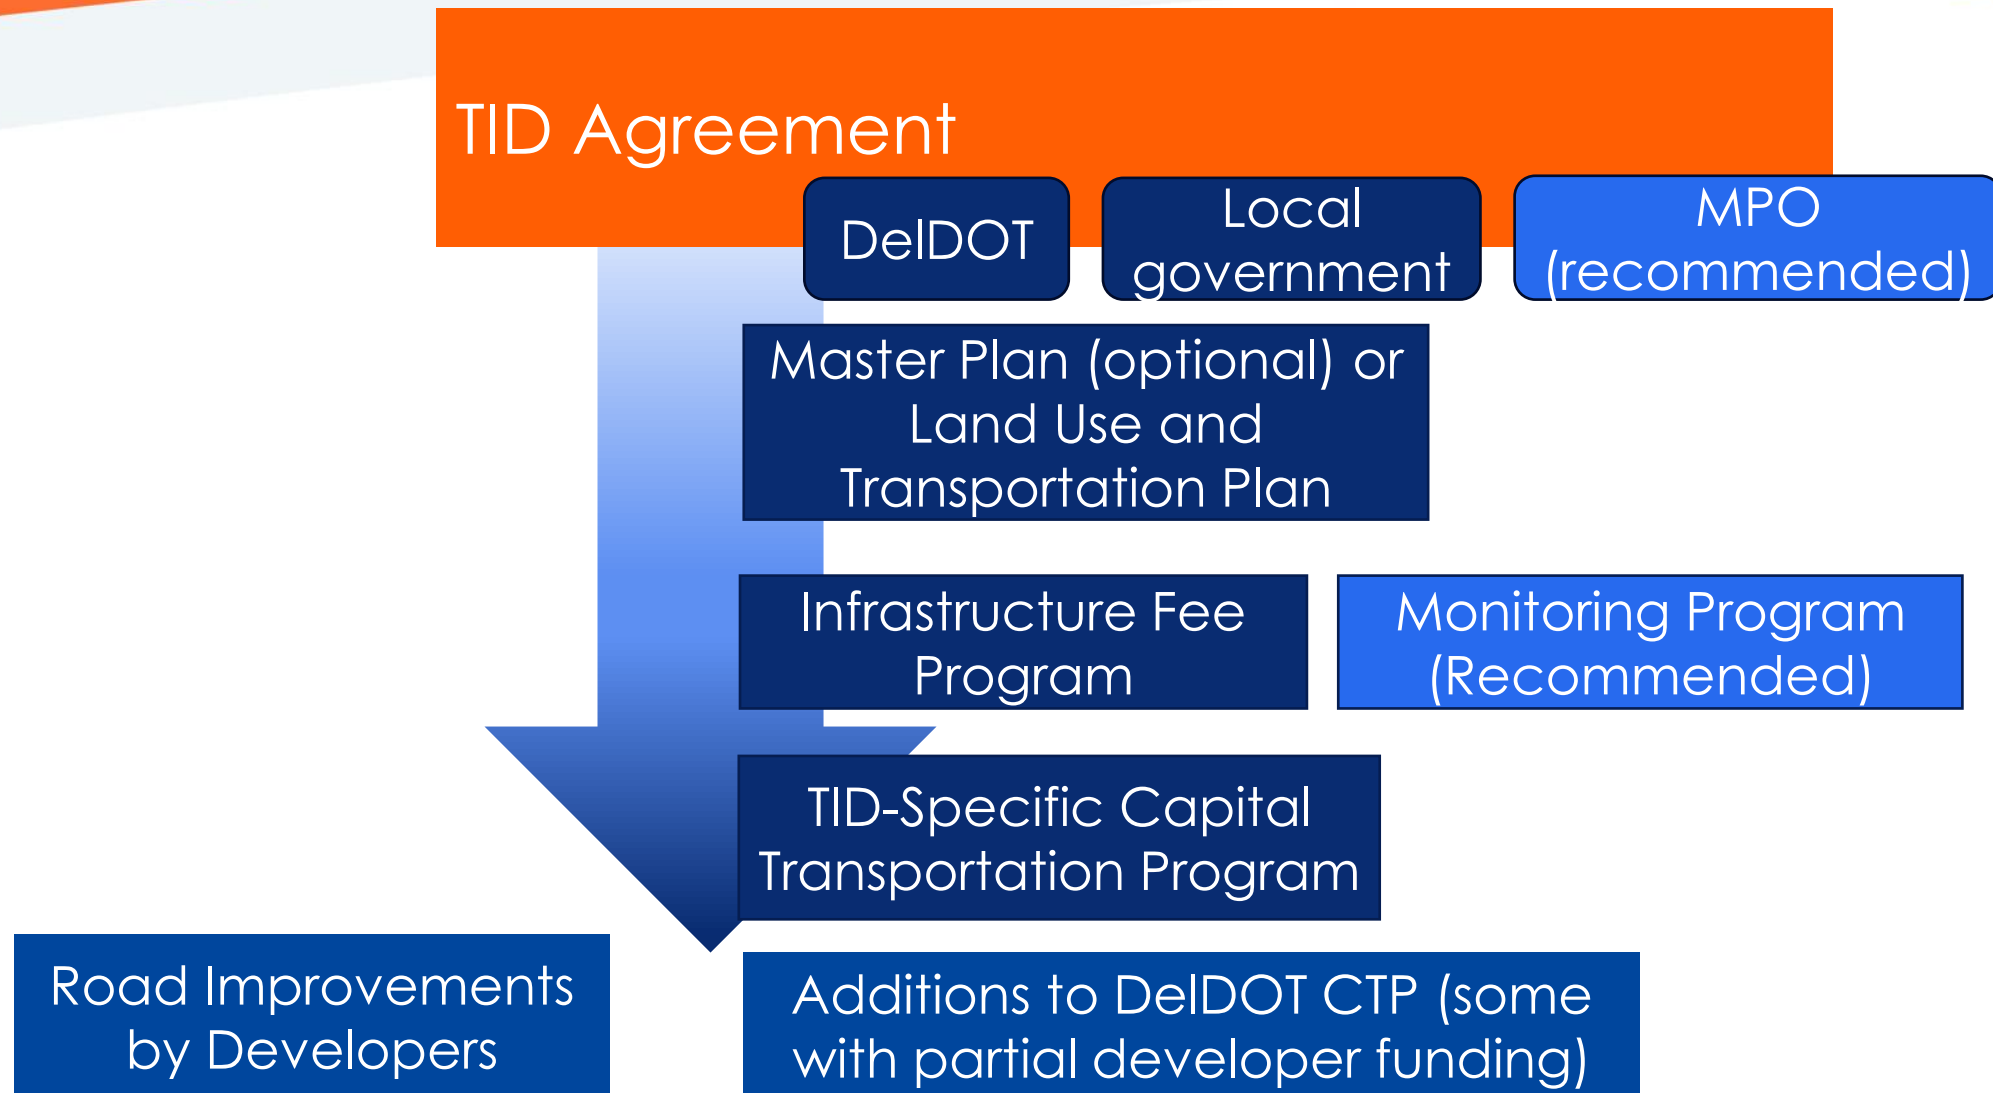 TID Agreement
DelDOT
Local
government
MPO
(recommended)
Master Plan (optional) or
Land Use and
Transportation Plan
Infrastructure Fee
Program
Monitoring Program
(Recommended)
TID-Specific Capital
Transportation Program
Road Improvements
by Developers
Additions to DelDOT CTP (some
with partial developer funding)